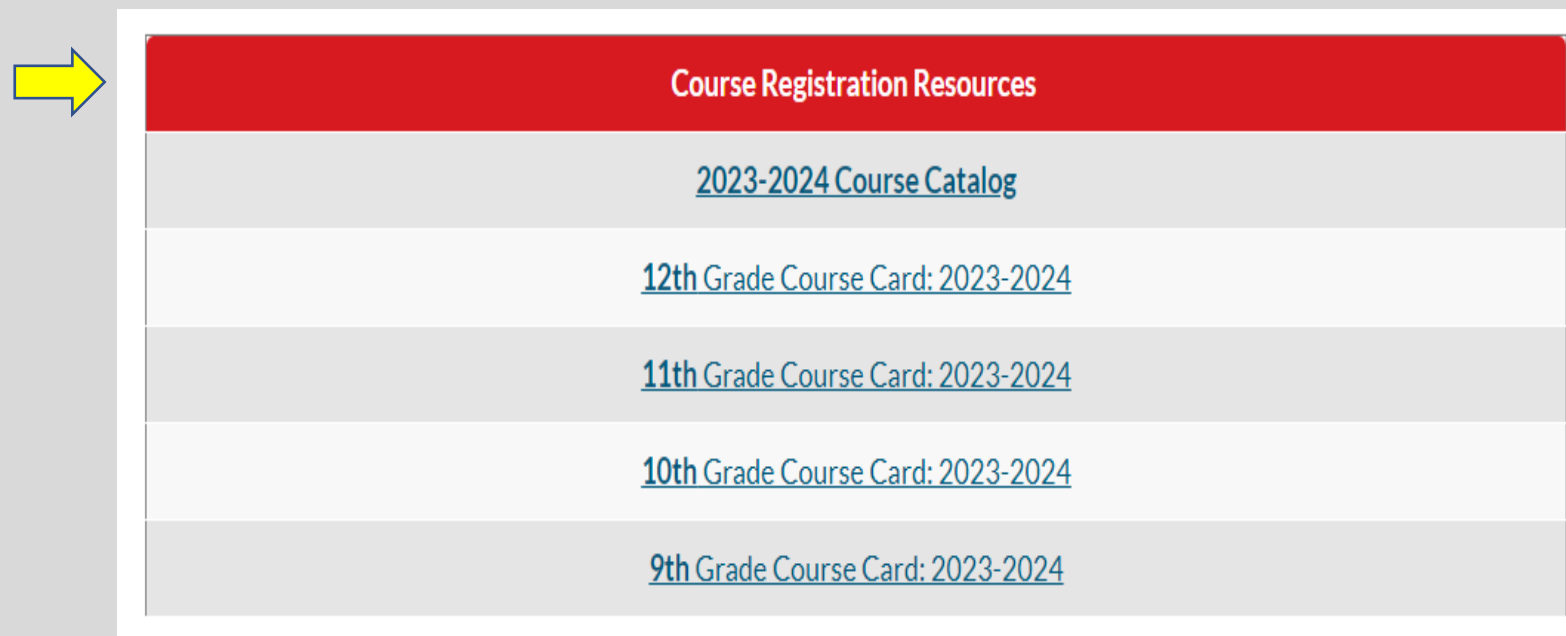 Course Registration Resources
2023-2024 Course Catalog
12th Grade Course Card: 2023-2024
11th Grade Course Card: 2023-2024
10th Grade Course Card: 2023-2024
9th Grade Course Card: 2023-2024